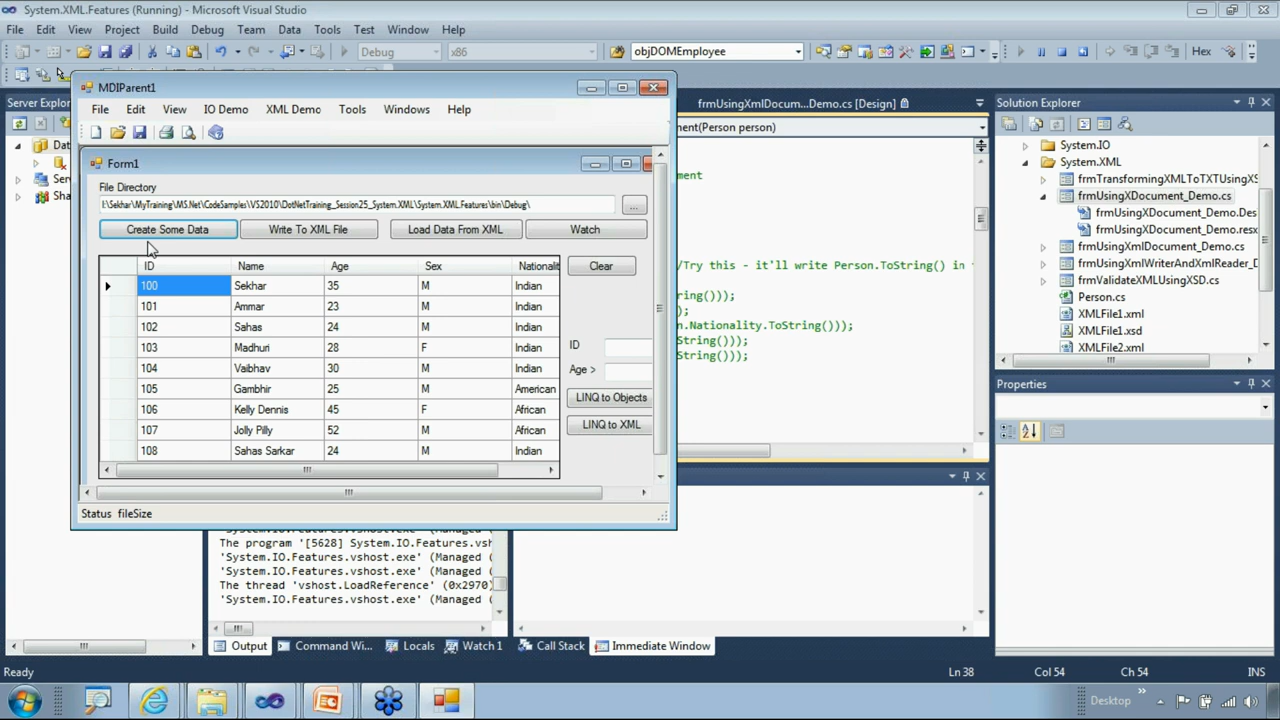 System.XML.Features (Running) - Microsoft Visual Studio
File Edit View Project Build Debug Team Data Tools Test Window Help
Debug x86 objDOMEmployee Hex
Server Explor
MDIParent1
File Edit View IO Demo XML Demo Tools Windows Help
Form1
File Directory
Create Some Data Write To XML File Load Data From XML Watch
ID Name Age Sex Nationalit
100 Sekhar 35 M Indian
101 Ammar 23 M Indian
102 Sahas 24 M Indian
103 Madhuri 28 F Indian
104 Vaibhav 30 M Indian
105 Gambhir 25 M American
106 Kelly Dennis 45 F African
107 Jolly Pilly 52 M African
108 Sahas Sarkar 24 M Indian
Clear
ID
Age >
LINQ to Objects
LINQ to XML
Status fileSize
Dat
Serv
Sha
frmUsingXmlDocum...Demo.cs [Design]
ment(Person person)
ment
/Try this - it'll write Person.ToString() in
ring()));
);
n.Nationality.ToString()));
String()));
String()));
Solution Explorer
System.IO
System.XML
frmTransformingXMLToTXTUsingXS
frmUsingXDocument_Demo.cs
frmUsingXDocument_Demo.Des
frmUsingXDocument_Demo.resx
frmUsingXmlDocument_Demo.cs
frmUsingXmlWriterAndXmlReader_D
frmValidateXMLUsingXSD.cs
Person.cs
XMLFile1.xml
XMLFile1.xsd
XMLFile2.xml
Properties
The program '[5628] System.IO.Features.vsh
'System.IO.Features.vshost.exe' (Managed (
'System.IO.Features.vshost.exe' (Managed (
The thread 'vshost.LoadReference' (0x2970)
'System.IO.Features.vshost.exe' (Managed (
Output Command Wi... Locals Watch 1 Call Stack Immediate Window
Ready Ln 38 Col 54 Ch 54 INS
Desktop